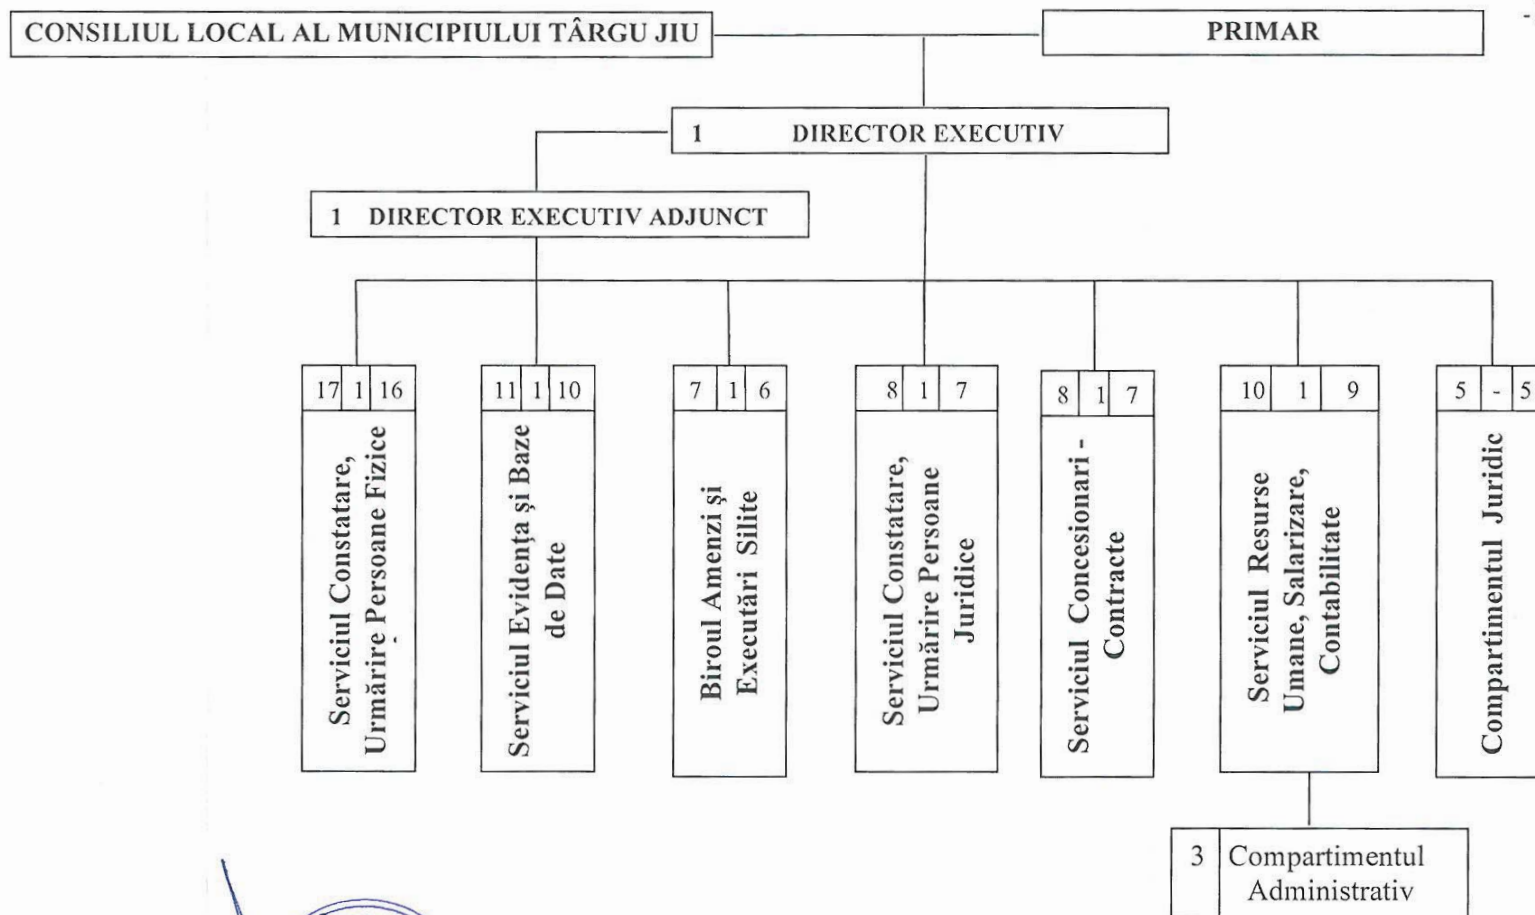 CONSILIUL LOCAL AL MUNICIPIULUI TÂRGU JIU
PRIMAR
1 DIRECTOR EXECUTIV
1 DIRECTOR EXECUTIV ADJUNCT
17 1 16
Serviciul Constatare,
Urmărire Persoane Fizice
11 1 10
Serviciul Evidenţa şi Baze
de Date
7 1 6
Biroul Amenzi şi
Executări Silite
8 1 7
Serviciul Constatare,
Urmărire Persoane
Juridice
8 1 7
Serviciul Concesionari -
Contracte
10 1 9
Serviciul Resurse
Umane, Salarizare,
Contabilitate
5 - 5
Compartimentul Juridic
3 Compartimentul
Administrativ